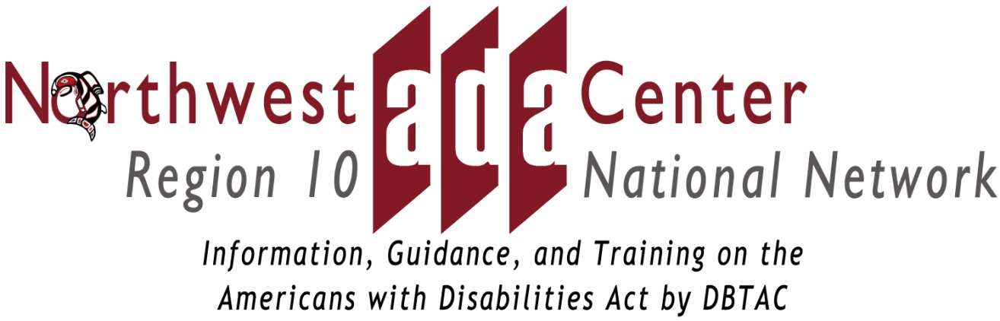 Northwest ada Center
Region 10 National Network
Information, Guidance, and Training on the
Americans with Disabilities Act by DBTAC